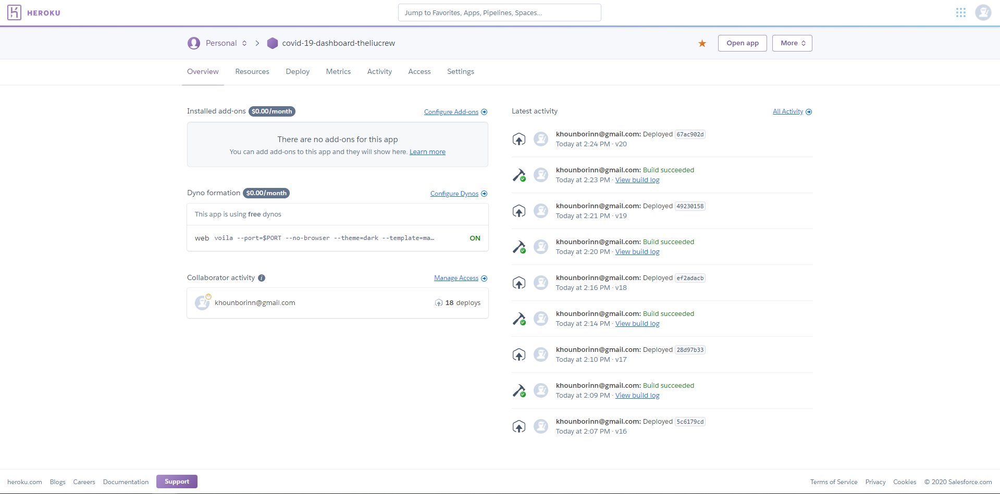 HEROKU
Jump to Favorites, Apps, Pipelines, Spaces...
Personal
covid-19-dashboard-theliucrew
Open app
More
Overview Resources Deploy Metrics Activity Access Settings
Installed add-ons $0.00/month
Configure Add-ons
There are no add-ons for this app
You can add add-ons to this app and they will show here. Learn more
Dyno formation $0.00/month
Configure Dynos
This app is using free dynos
web voila --port=$PORT --no-browser --theme=dark --template=ma…
ON
Collaborator activity
Manage Access
khounborinn@gmail.com
18 deploys
Latest activity
All Activity
khounborinn@gmail.com: Deployed 67ac902d
Today at 2:24 PM · v20
khounborinn@gmail.com: Build succeeded
Today at 2:23 PM · View build log
khounborinn@gmail.com: Deployed 49230158
Today at 2:21 PM · v19
khounborinn@gmail.com: Build succeeded
Today at 2:20 PM · View build log
khounborinn@gmail.com: Deployed ef2adacb
Today at 2:16 PM · v18
khounborinn@gmail.com: Build succeeded
Today at 2:14 PM · View build log
khounborinn@gmail.com: Deployed 28d97b33
Today at 2:10 PM · v17
khounborinn@gmail.com: Build succeeded
Today at 2:09 PM · View build log
khounborinn@gmail.com: Deployed 5c6179cd
Today at 2:07 PM · v16
heroku.com Blogs Careers Documentation Support
Terms of Service Privacy Cookies © 2020 Salesforce.com